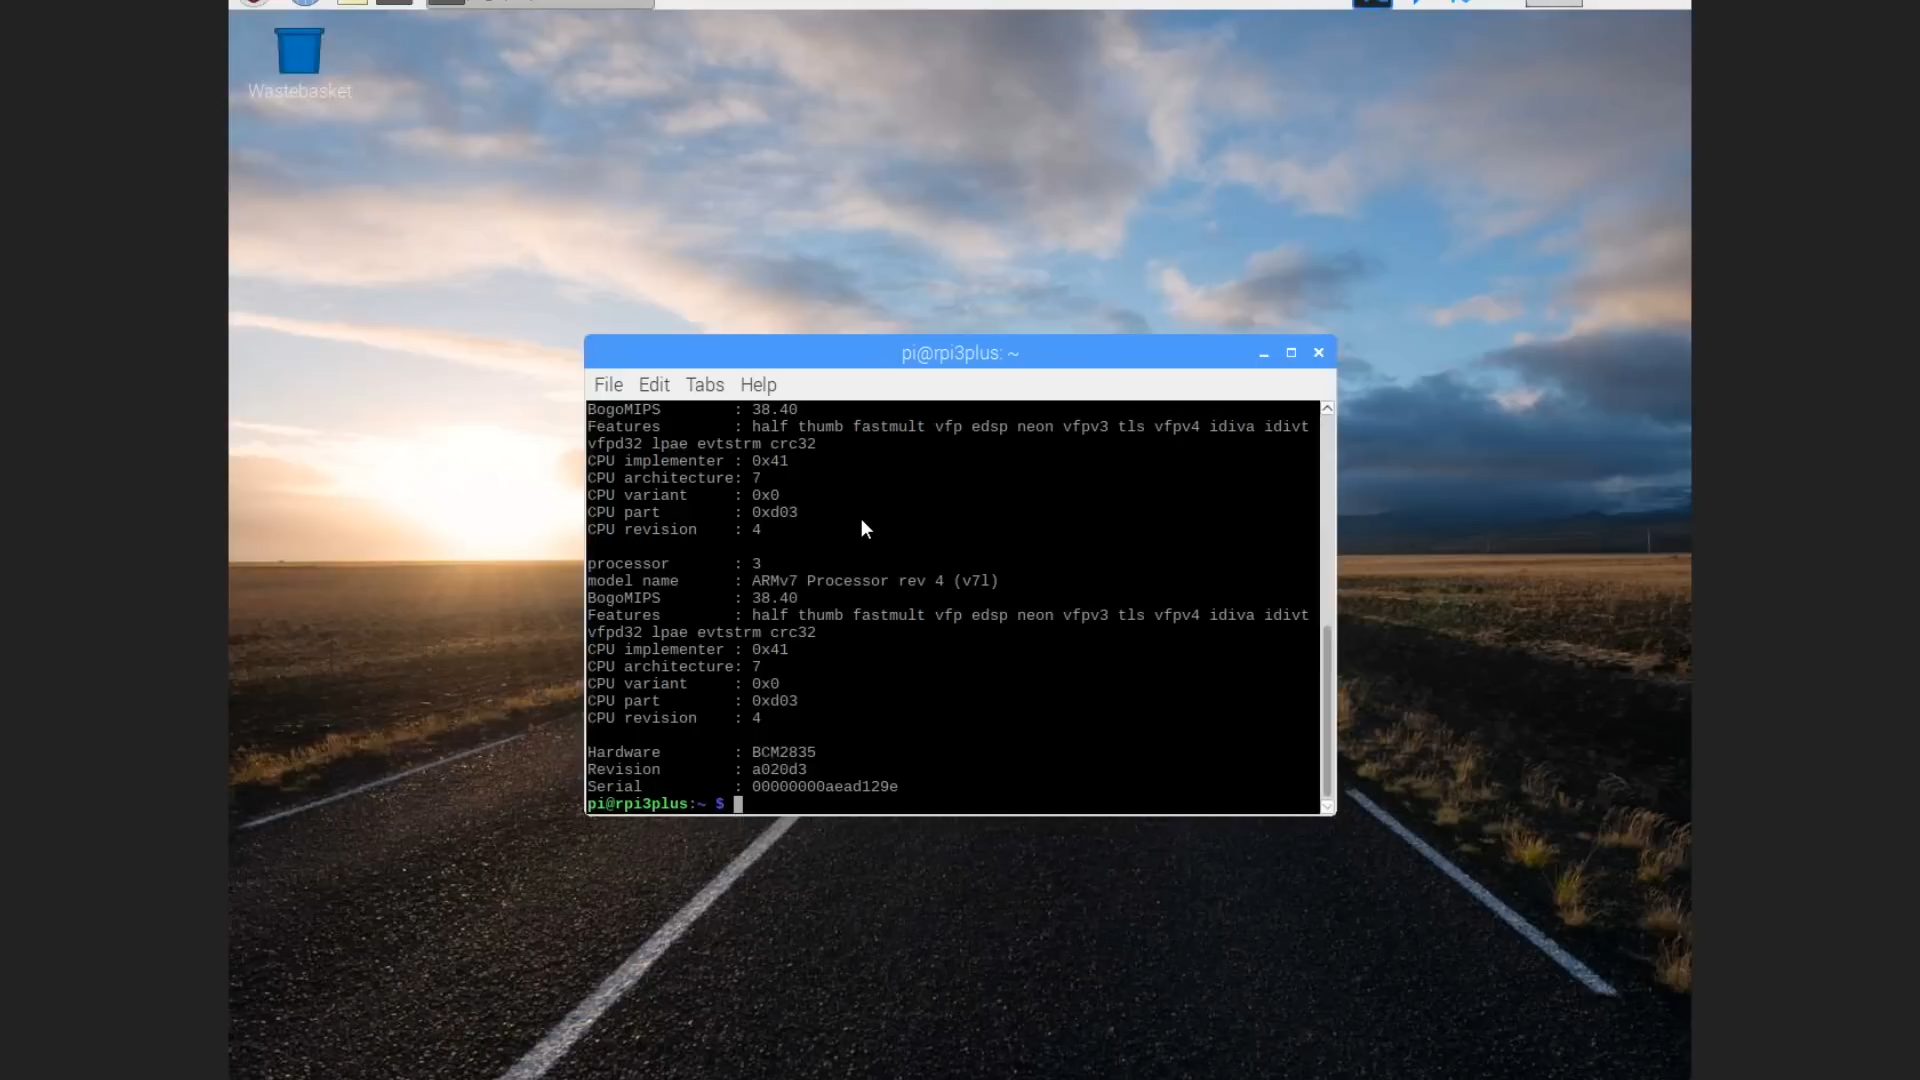 Wastebasket
pi@rpi3plus: ~
File Edit Tabs Help
BogoMIPS : 38.40
Features : half thumb fastmult vfp edsp neon vfpv3 tls vfpv4 idiva idivt
vfpd32 lpae evtstrm crc32
CPU implementer : 0x41
CPU architecture: 7
CPU variant : 0x0
CPU part : 0xd03
CPU revision : 4
processor : 3
model name : ARMv7 Processor rev 4 (v7l)
BogoMIPS : 38.40
Features : half thumb fastmult vfp edsp neon vfpv3 tls vfpv4 idiva idivt
vfpd32 lpae evtstrm crc32
CPU implementer : 0x41
CPU architecture: 7
CPU variant : 0x0
CPU part : 0xd03
CPU revision : 4
Hardware : BCM2835
Revision : a020d3
Serial : 00000000aead129e
pi@rpi3plus:~ $